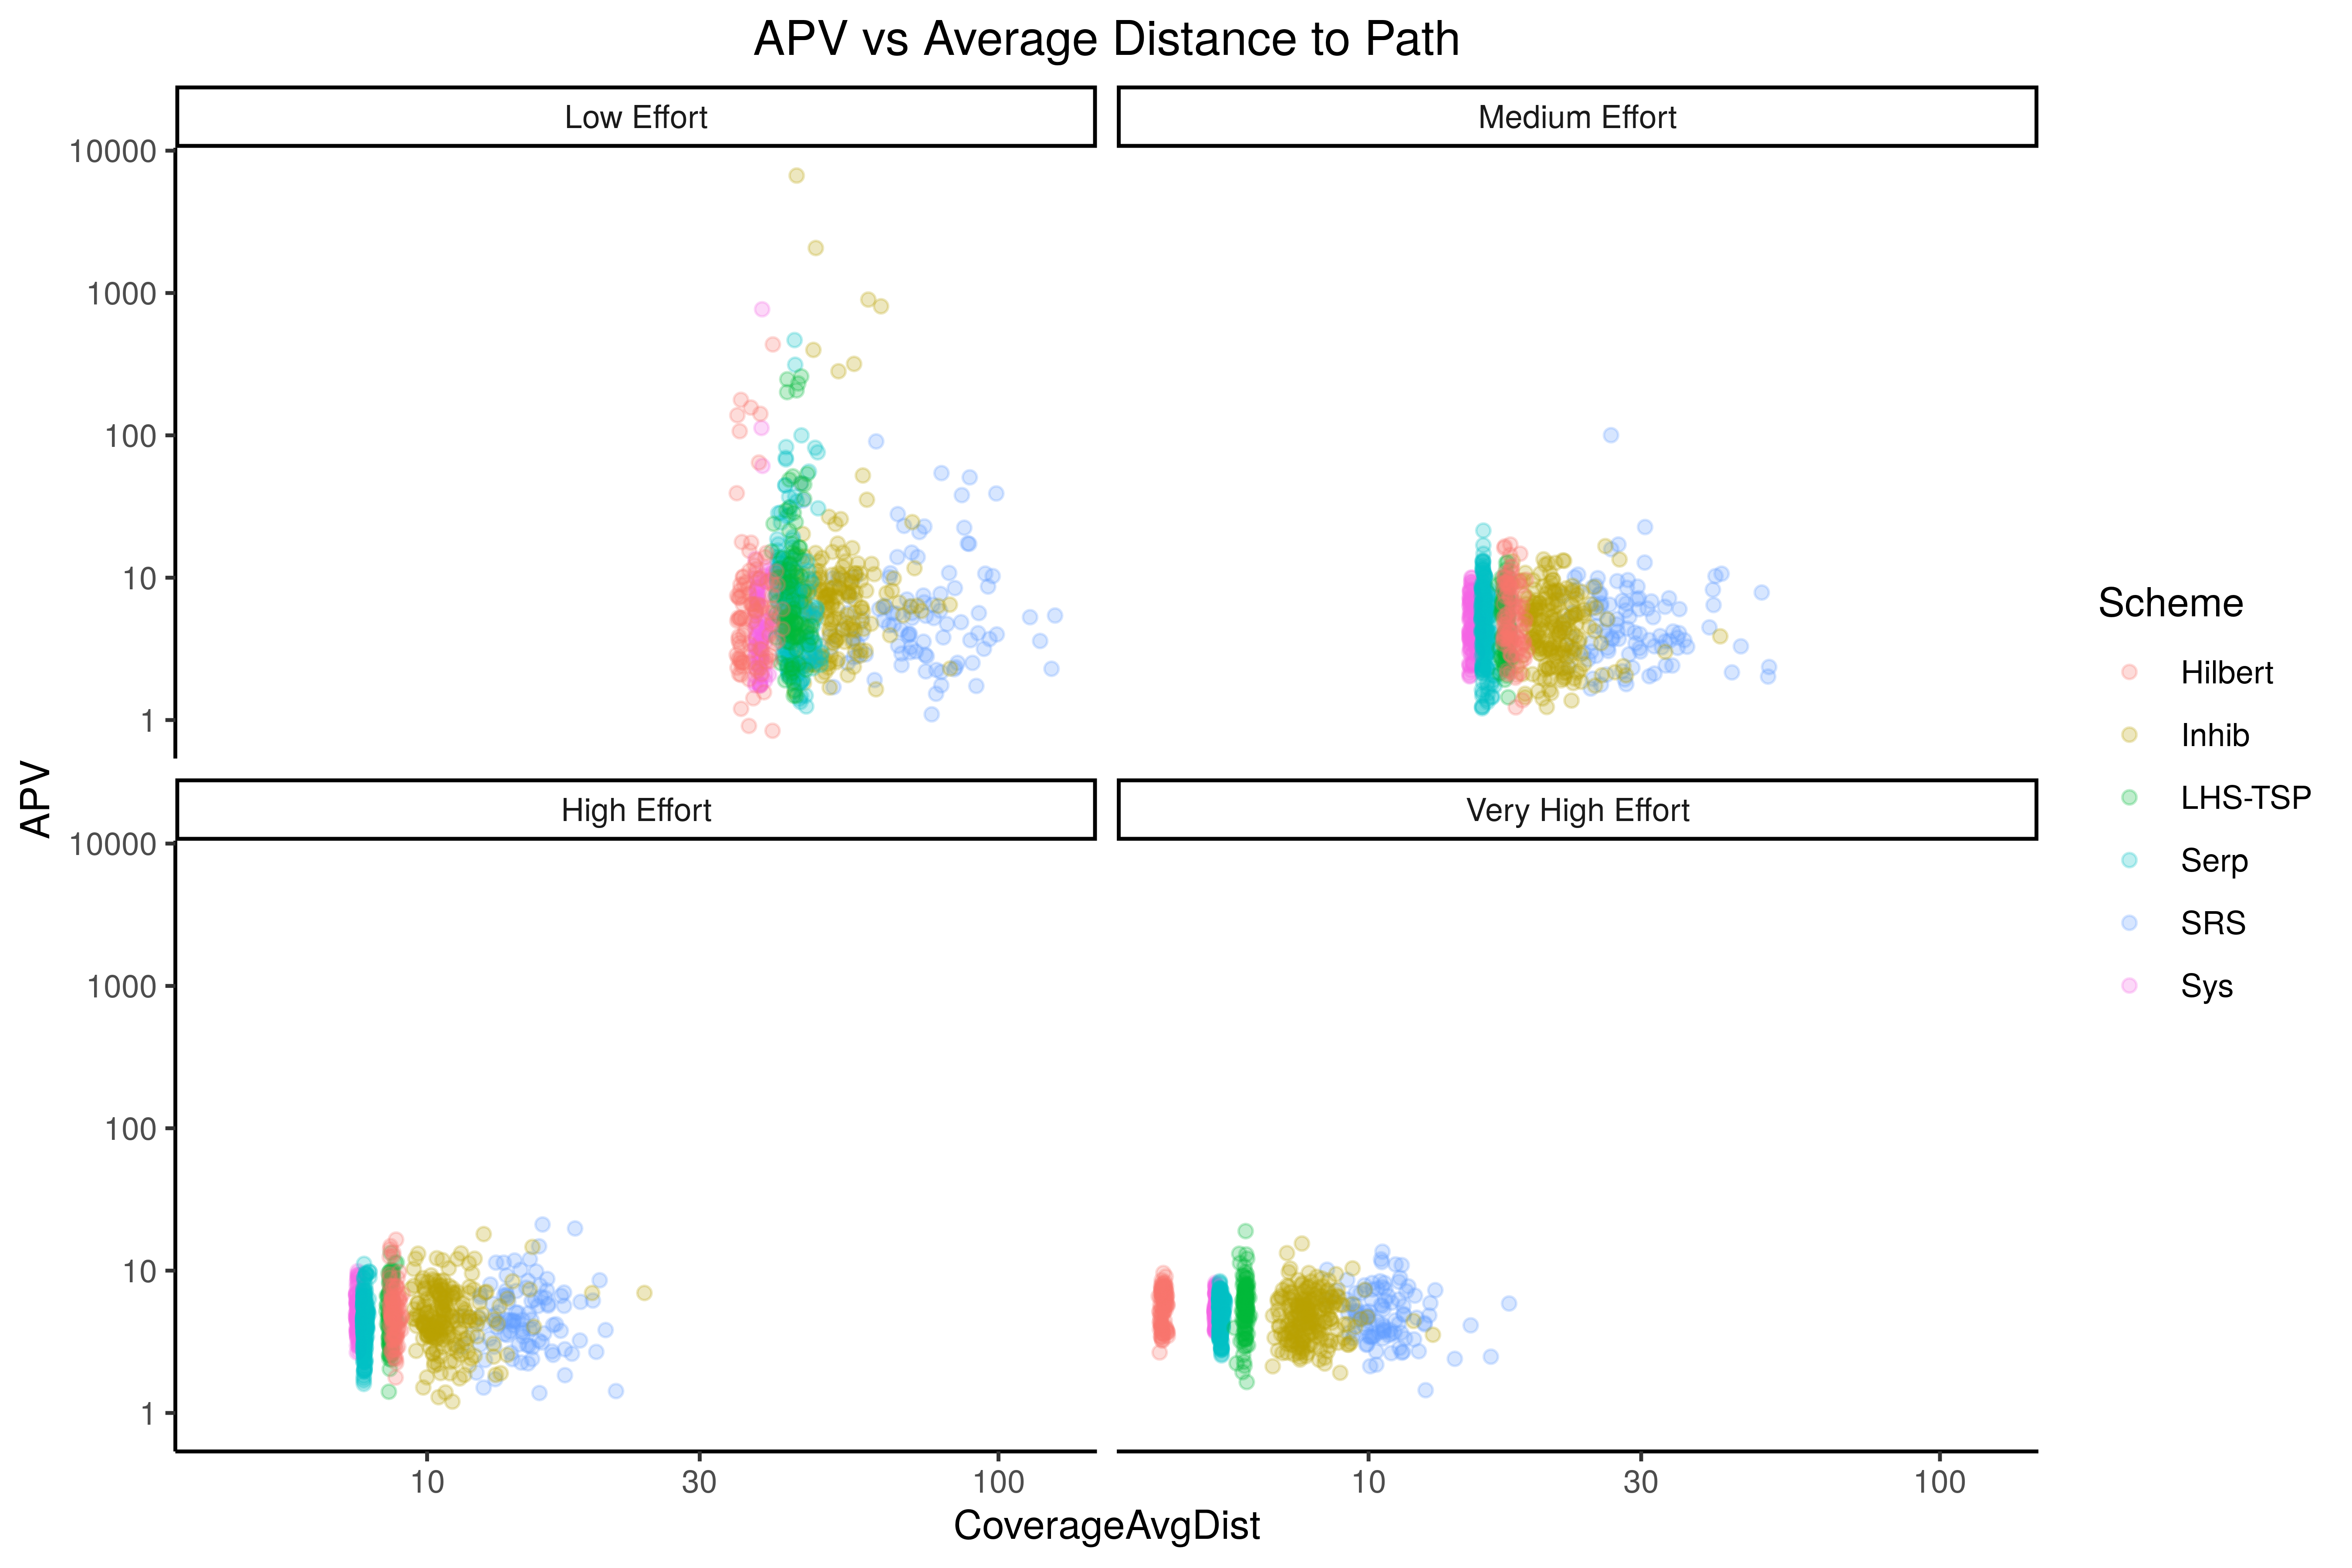 APV vs Average Distance to Path
Low Effort
Medium Effort
10000
1000
100
10
1
High Effort
Very High Effort
10000
1000
100
10
1
10
30
100
10
30
100
APV
CoverageAvgDist
Scheme
Hilbert
Inhib
LHS-TSP
Serp
SRS
Sys